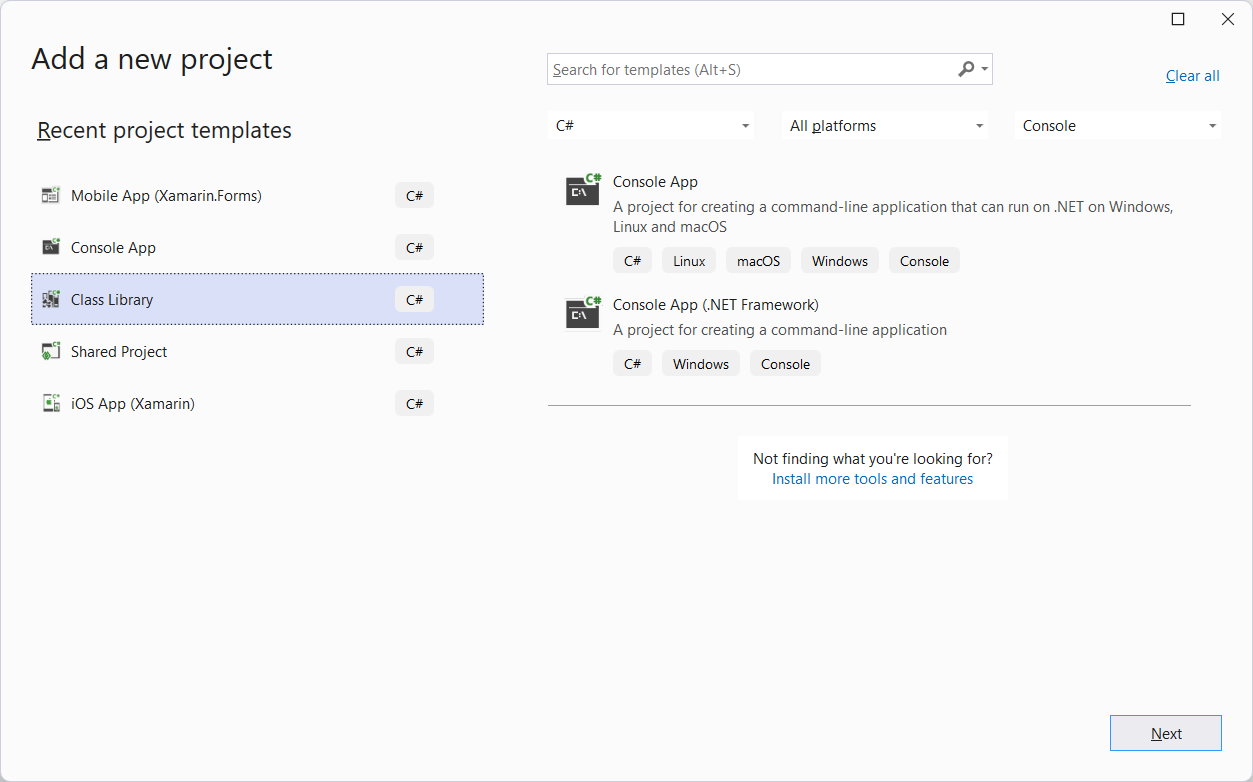 Add a new project
Search for templates (Alt+S)
Clear all
Recent project templates
C#
All platforms
Console
Mobile App (Xamarin.Forms)
C#
Console App
C#
Class Library
C#
Shared Project
C#
iOS App (Xamarin)
C#
C#
C:\
Console App
A project for creating a command-line application that can run on .NET on Windows,
Linux and macOS
C#
Linux
macOS
Windows
Console
C#
C:\
Console App (.NET Framework)
A project for creating a command-line application
C#
Windows
Console
Not finding what you're looking for?
Install more tools and features
Next